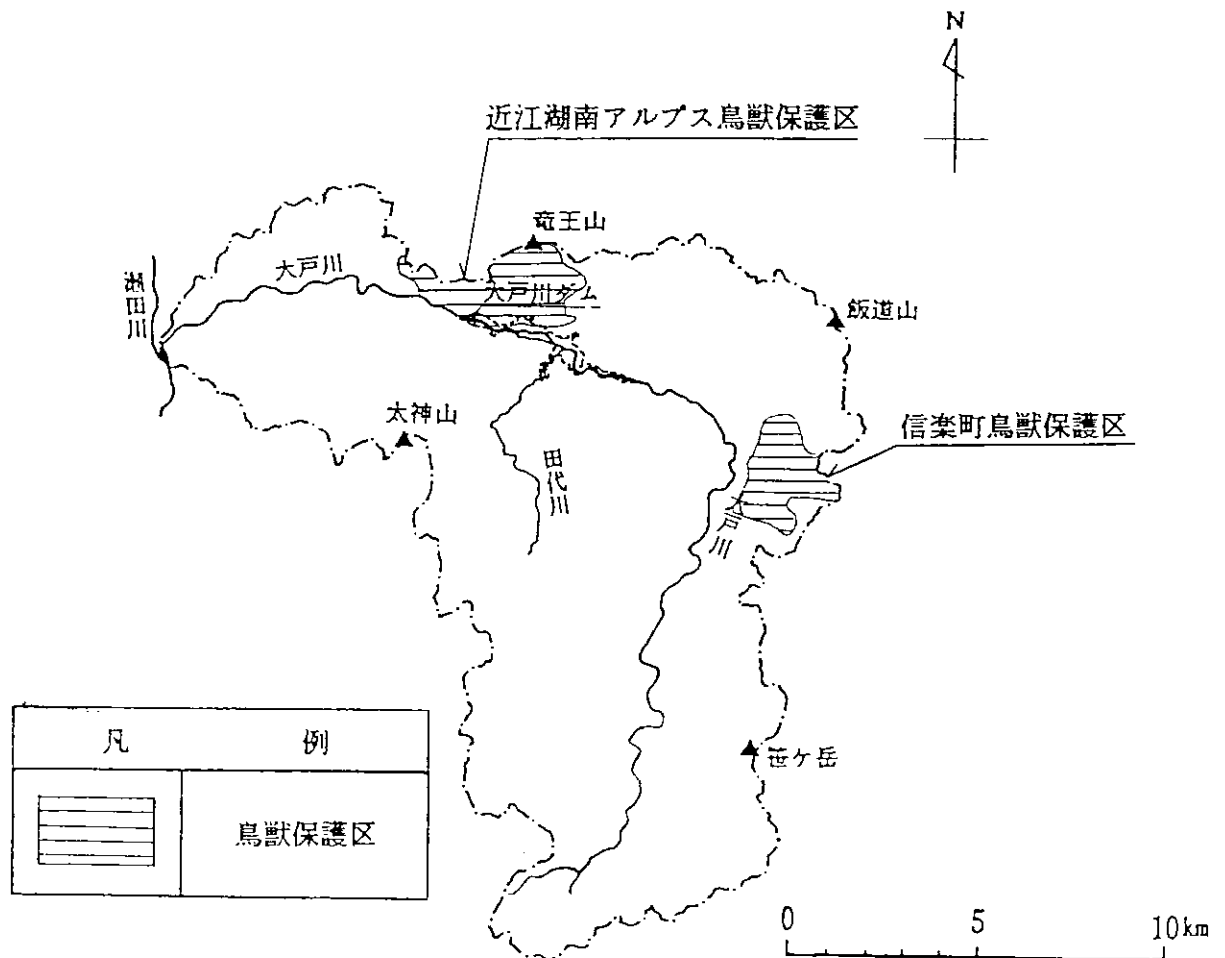 N
近江湖南アルプス鳥獣保護区
竜王山
大戸川
瀬田川
大戸川ダム
飯道山
太神山
信楽町鳥獣保護区
田代川
大戸川
笹ケ岳
凡例
鳥獣保護区
0 5 10km